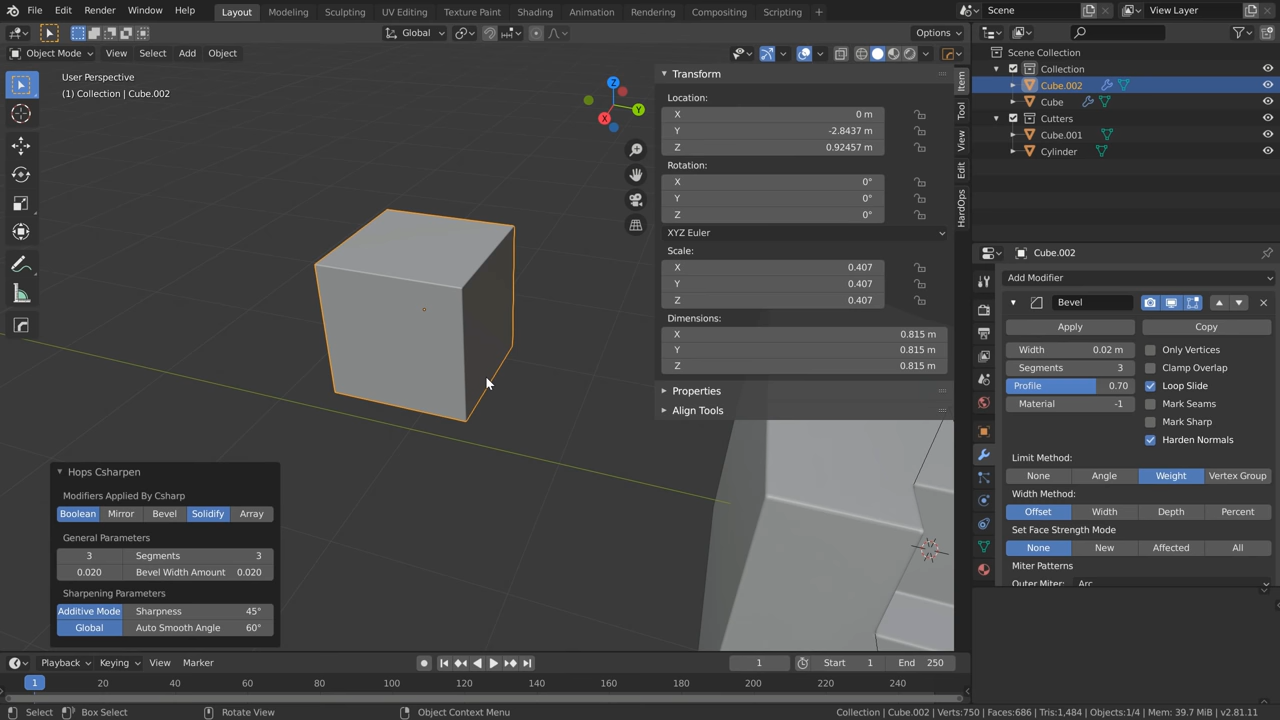 File Edit Render Window Help Layout Modeling Sculpting UV Editing Texture Paint Shading Animation Rendering Compositing Scripting + Scene View Layer
Global Options
Object Mode View Select Add Object
User Perspective
(1) Collection | Cube.002
Z
Y
X
Transform
Location:
X 0 m
Y -2.8437 m
Z 0.92457 m
Rotation:
X 0°
Y 0°
Z 0°
XYZ Euler
Scale:
X 0.407
Y 0.407
Z 0.407
Dimensions:
X 0.815 m
Y 0.815 m
Z 0.815 m
Properties
Align Tools
Item
Tool
View
Edit
HardOps
Scene Collection
Collection
Cube.002
Cube
Cutters
Cube.001
Cylinder
Cube.002
Add Modifier
Bevel
Apply Copy
Width 0.02 m Only Vertices
Segments 3 Clamp Overlap
Profile 0.70 Loop Slide
Material -1 Mark Seams
Mark Sharp
Harden Normals
Limit Method:
None Angle Weight Vertex Group
Width Method:
Offset Width Depth Percent
Set Face Strength Mode
None New Affected All
Miter Patterns
Outer Miter: Arc
Hops Csharpen
Modifiers Applied By Csharp
Boolean Mirror Bevel Solidify Array
General Parameters
3 Segments 3
0.020 Bevel Width Amount 0.020
Sharpening Parameters
Additive Mode Sharpness 45°
Global Auto Smooth Angle 60°
Playback Keying View Marker 1 Start 1 End 250
1 20 40 60 80 100 120 140 160 180 200 220 240
Select Box Select Rotate View Object Context Menu Collection | Cube.002 | Verts:750 | Faces:686 | Tris:1,484 | Objects:1/4 | Mem: 39.7 MiB | v2.81.11